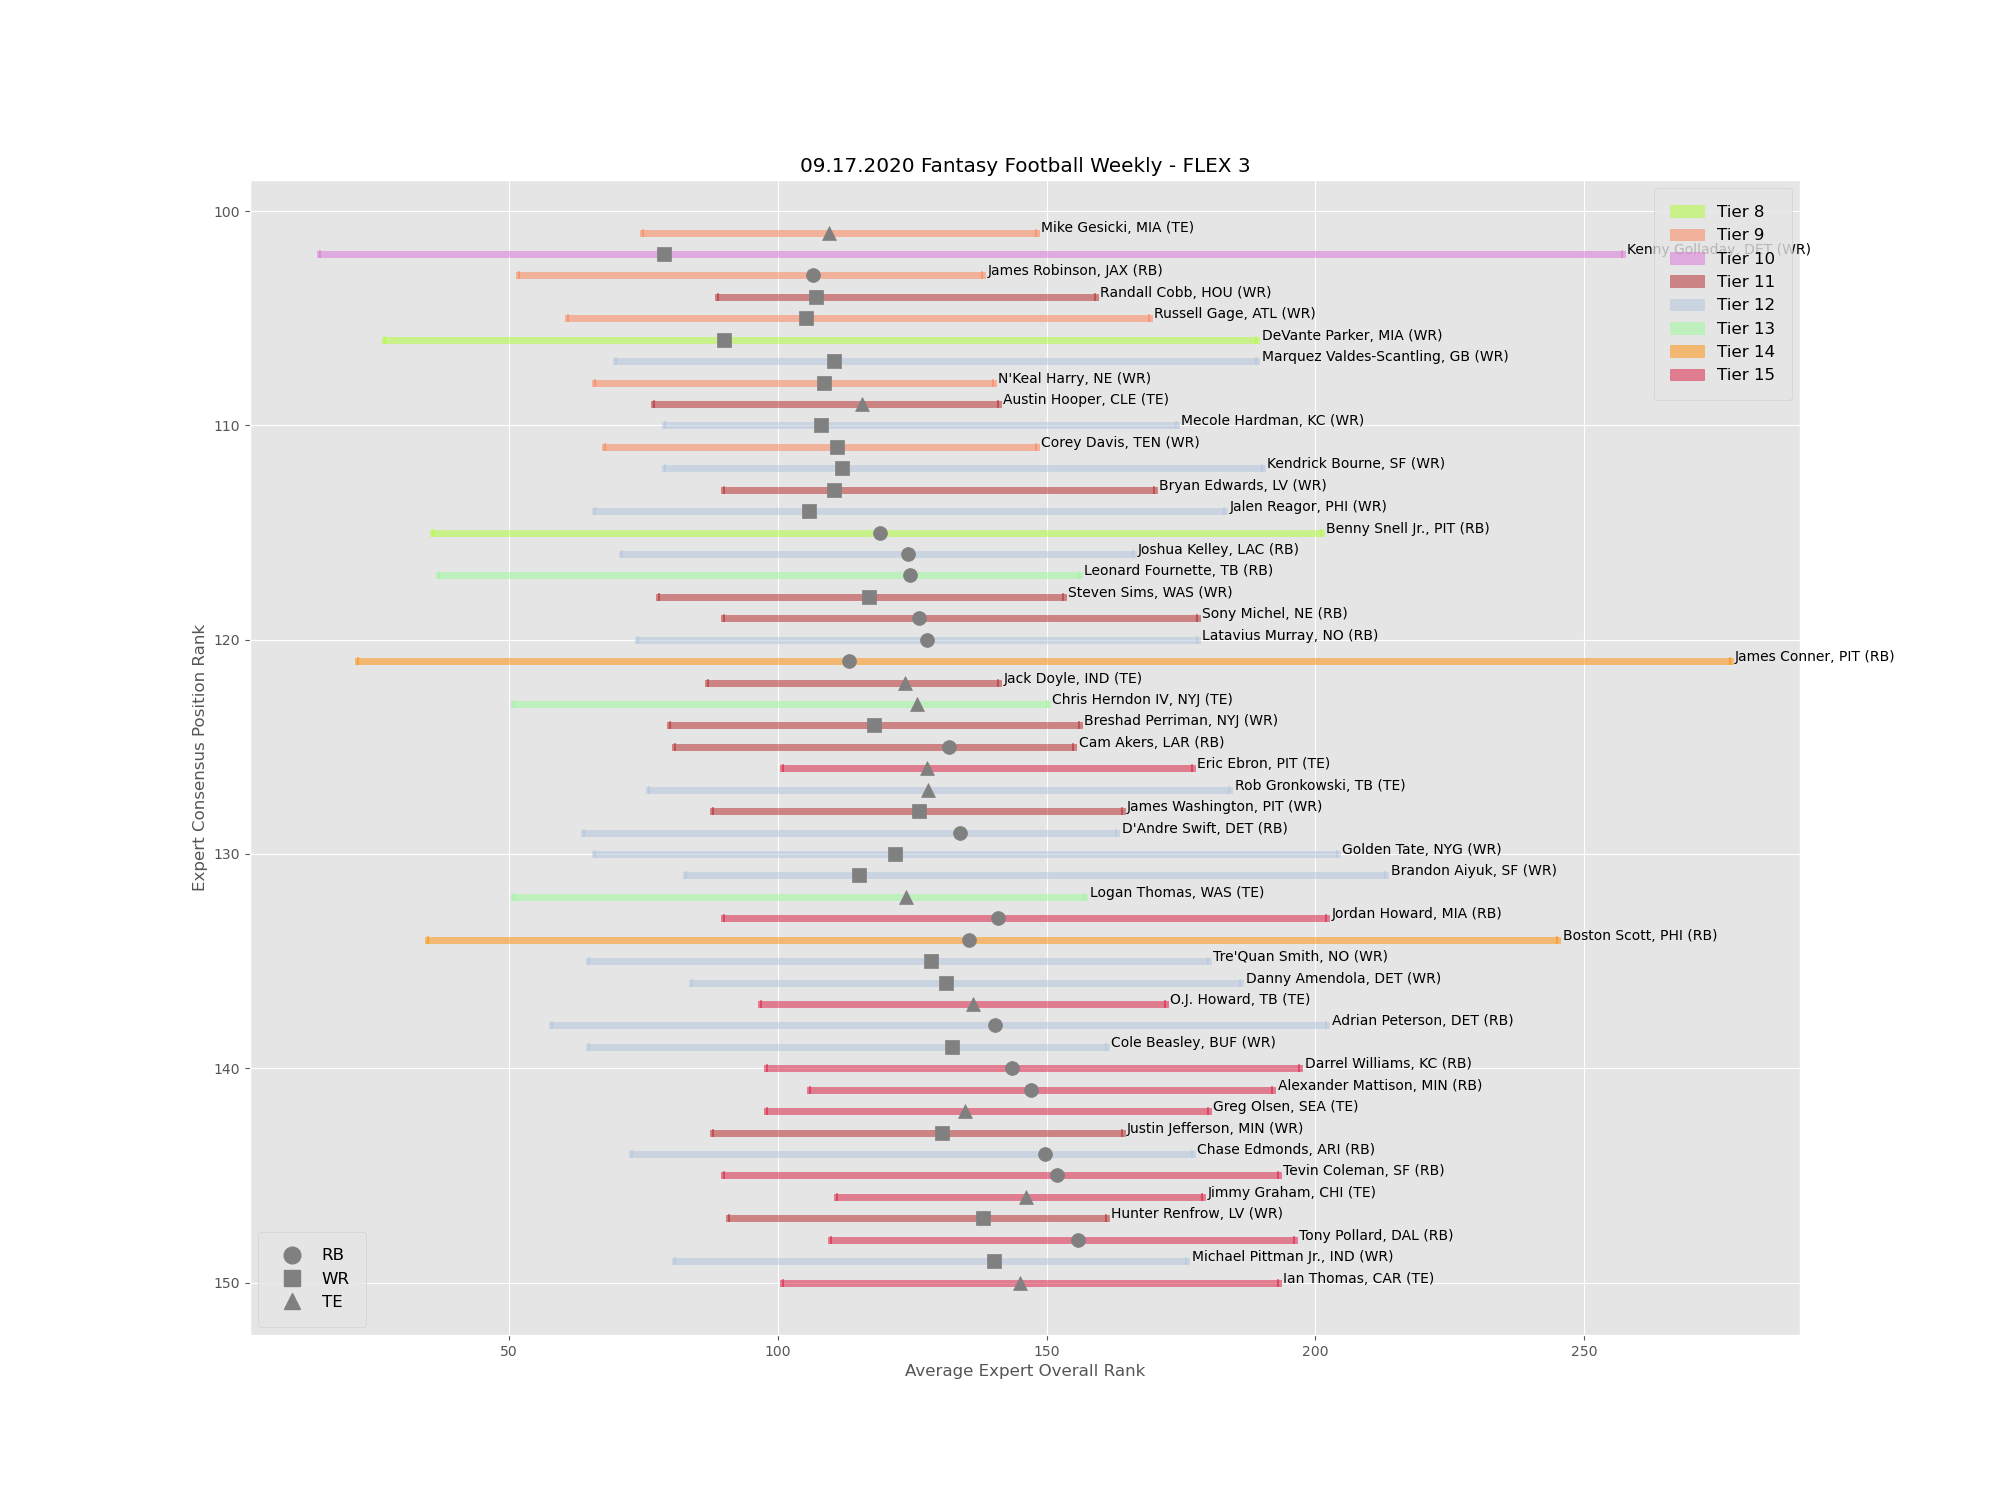 09.17.2020 Fantasy Football Weekly - FLEX 3
Expert Consensus Position Rank
100
110
120
130
140
150
Mike Gesicki, MIA (TE)
Kenny Golladay, DET (WR)
James Robinson, JAX (RB)
Randall Cobb, HOU (WR)
Russell Gage, ATL (WR)
DeVante Parker, MIA (WR)
Marquez Valdes-Scantling, GB (WR)
N'Keal Harry, NE (WR)
Austin Hooper, CLE (TE)
Mecole Hardman, KC (WR)
Corey Davis, TEN (WR)
Kendrick Bourne, SF (WR)
Bryan Edwards, LV (WR)
Jalen Reagor, PHI (WR)
Benny Snell Jr., PIT (RB)
Joshua Kelley, LAC (RB)
Leonard Fournette, TB (RB)
Steven Sims, WAS (WR)
Sony Michel, NE (RB)
Latavius Murray, NO (RB)
James Conner, PIT (RB)
Jack Doyle, IND (TE)
Chris Herndon IV, NYJ (TE)
Breshad Perriman, NYJ (WR)
Cam Akers, LAR (RB)
Eric Ebron, PIT (TE)
Rob Gronkowski, TB (TE)
James Washington, PIT (WR)
D'Andre Swift, DET (RB)
Golden Tate, NYG (WR)
Brandon Aiyuk, SF (WR)
Logan Thomas, WAS (TE)
Jordan Howard, MIA (RB)
Boston Scott, PHI (RB)
Tre'Quan Smith, NO (WR)
Danny Amendola, DET (WR)
O.J. Howard, TB (TE)
Adrian Peterson, DET (RB)
Cole Beasley, BUF (WR)
Darrel Williams, KC (RB)
Alexander Mattison, MIN (RB)
Greg Olsen, SEA (TE)
Justin Jefferson, MIN (WR)
Chase Edmonds, ARI (RB)
Tevin Coleman, SF (RB)
Jimmy Graham, CHI (TE)
Hunter Renfrow, LV (WR)
Tony Pollard, DAL (RB)
Michael Pittman Jr., IND (WR)
Ian Thomas, CAR (TE)
Tier 8
Tier 9
Tier 10
Tier 11
Tier 12
Tier 13
Tier 14
Tier 15
RB
WR
TE
50
100
150
200
250
Average Expert Overall Rank